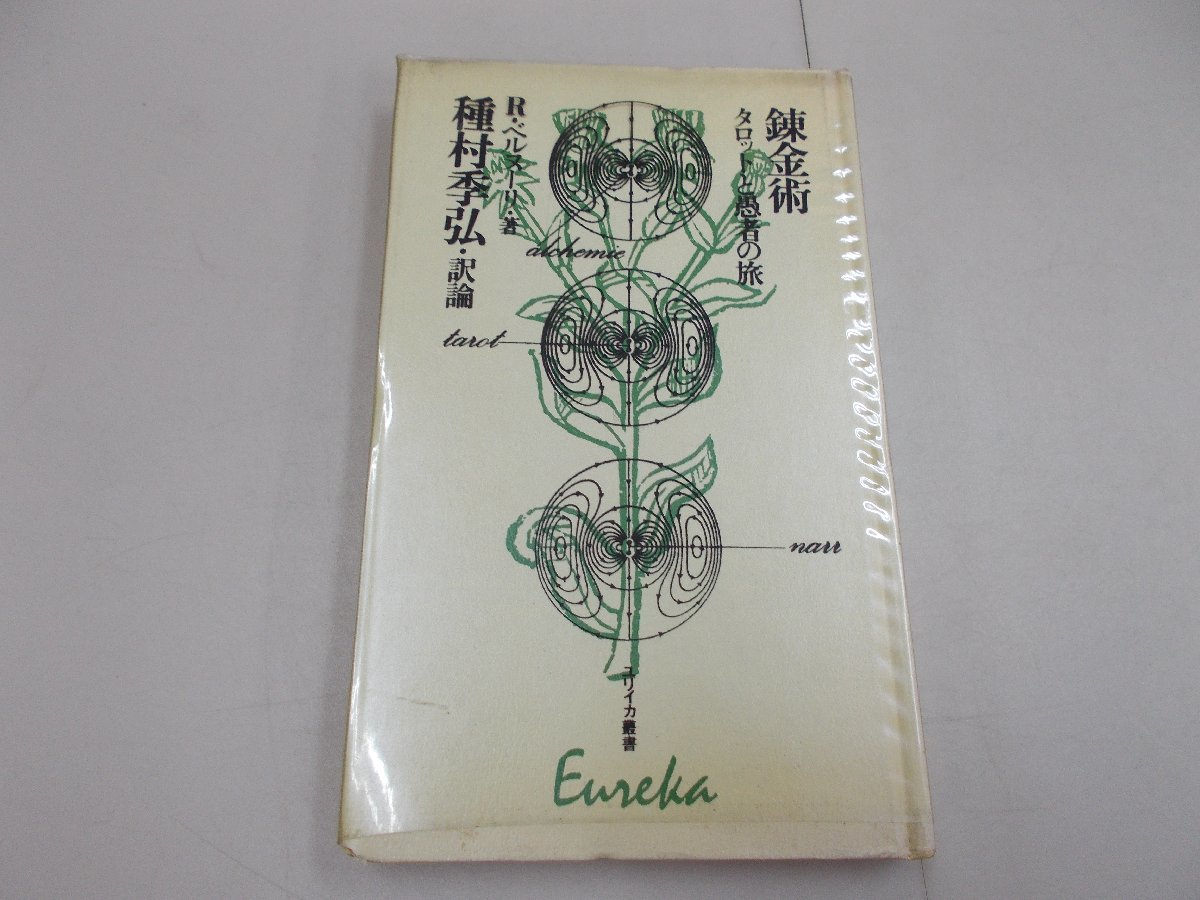 錬金術
タロットと愚者の旅
R・ベルヌーリ・著
種村季弘・訳論
alchemie
tarot
narr
ユリイカ叢書
Eureka